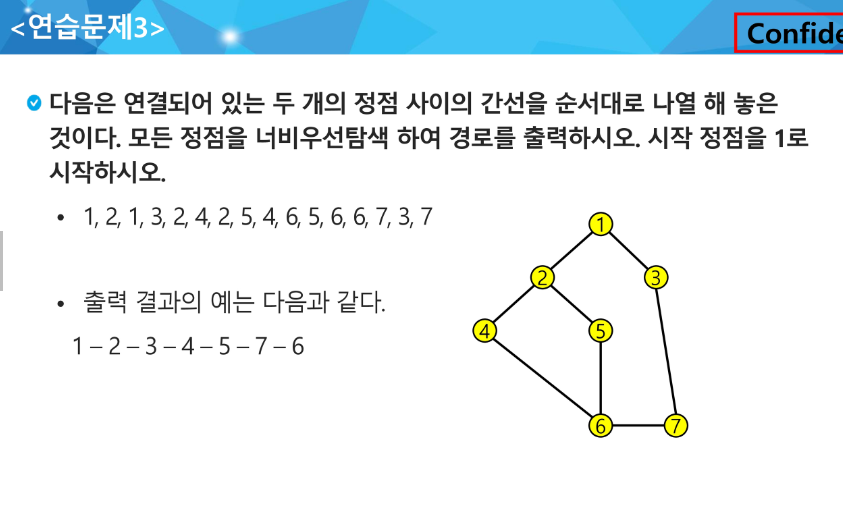 <연습문제3>
Confide
다음은 연결되어 있는 두 개의 정점 사이의 간선을 순서대로 나열 해 놓은
것이다. 모든 정점을 너비우선탐색 하여 경로를 출력하시오. 시작 정점을 1로
시작하시오.
• 1, 2, 1, 3, 2, 4, 2, 5, 4, 6, 5, 6, 6, 7, 3, 7
• 출력 결과의 예는 다음과 같다.
1 – 2 – 3 – 4 – 5 – 7 – 6
1
2 3
4 5
6 7